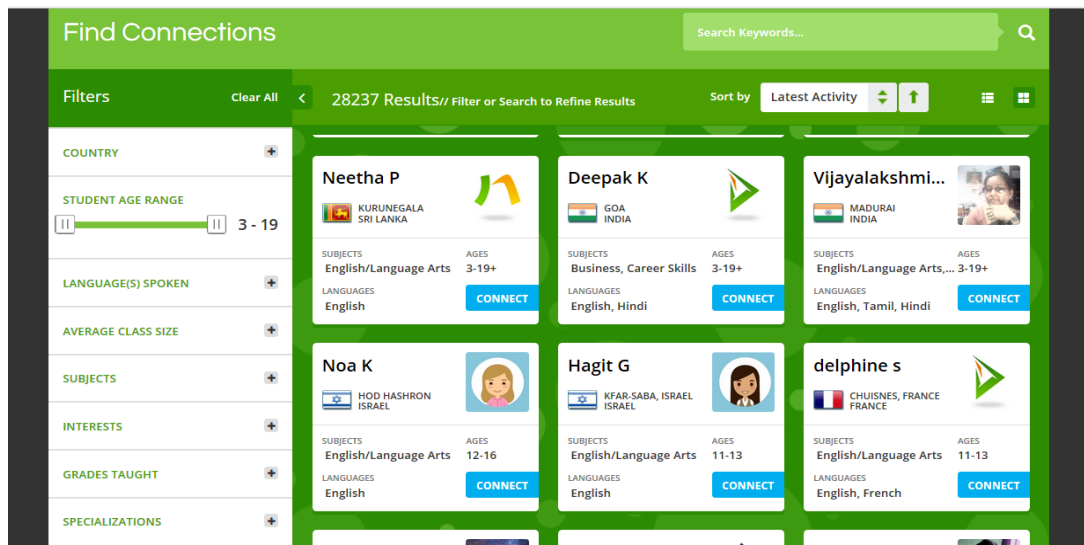 Find Connections
Search Keywords...
Filters
Clear All
28237 Results// Filter or Search to Refine Results
Sort by
Latest Activity
COUNTRY
STUDENT AGE RANGE
3 - 19
LANGUAGE(S) SPOKEN
AVERAGE CLASS SIZE
SUBJECTS
INTERESTS
GRADES TAUGHT
SPECIALIZATIONS
Neetha P
KURUNEGALA
SRI LANKA
SUBJECTS
English/Language Arts
AGES
3-19+
LANGUAGES
English
CONNECT
Deepak K
GOA
INDIA
SUBJECTS
Business, Career Skills
AGES
3-19+
LANGUAGES
English, Hindi
CONNECT
Vijayalakshmi...
MADURAI
INDIA
SUBJECTS
English/Language Arts,...
AGES
3-19+
LANGUAGES
English, Tamil, Hindi
CONNECT
Noa K
HOD HASHRON
ISRAEL
SUBJECTS
English/Language Arts
AGES
12-16
LANGUAGES
English
CONNECT
Hagit G
KFAR-SABA, ISRAEL
ISRAEL
SUBJECTS
English/Language Arts
AGES
11-13
LANGUAGES
English
CONNECT
delphine s
CHUISNES, FRANCE
FRANCE
SUBJECTS
English/Language Arts
AGES
11-13
LANGUAGES
English, French
CONNECT